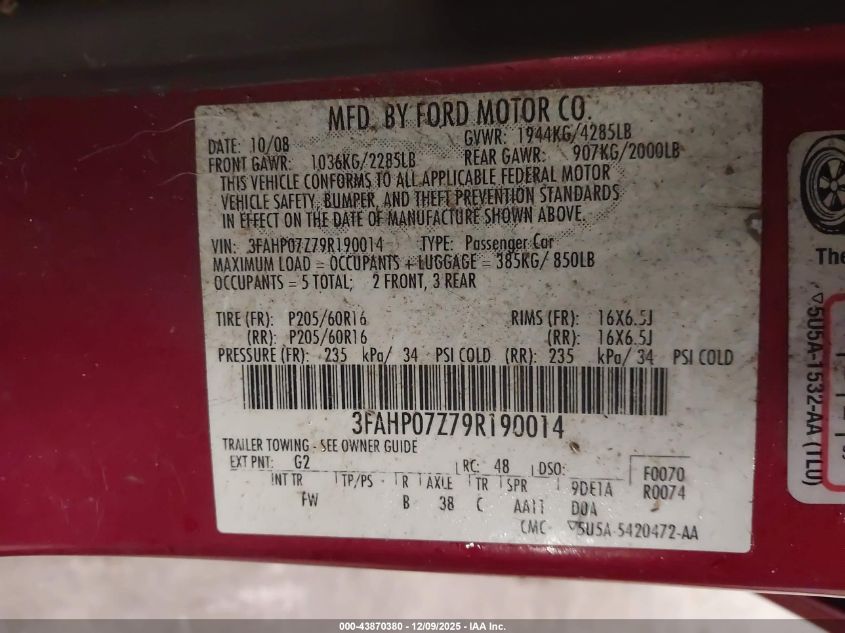 MFD. BY FORD MOTOR CO.
DATE: 10/08 GVWR: 1944KG/4285LB
FRONT GAWR: 1036KG/2285LB REAR GAWR: 907KG/2000LB
THIS VEHICLE CONFORMS TO ALL APPLICABLE FEDERAL MOTOR
VEHICLE SAFETY, BUMPER, AND THEFT PREVENTION STANDARDS
IN EFFECT ON THE DATE OF MANUFACTURE SHOWN ABOVE.
VIN: 3FAHP07Z79R190014 TYPE: Passenger Car
MAXIMUM LOAD = OCCUPANTS + LUGGAGE = 385KG/ 850LB
OCCUPANTS = 5 TOTAL; 2 FRONT, 3 REAR
TIRE (FR): P205/60R16 RIMS (FR): 16X6.5J
(RR): P205/60R16 (RR): 16X6.5J
PRESSURE (FR): 235 kPa/ 34 PSI COLD (RR): 235 kPa/ 34 PSI COLD
3FAHP07Z79R190014
TRAILER TOWING - SEE OWNER GUIDE
EXT PNT: G2 RC: 48 DSO: F0070
INT TR TP/PS R AXLE TR SPR 9DE1A R0074
FW B 38 C AA11 D0A
CMC 5U5A-5420472-AA
The
5U5A-1532-AA (1L0)
000-43870380 - 12/09/2025 - IAA Inc.